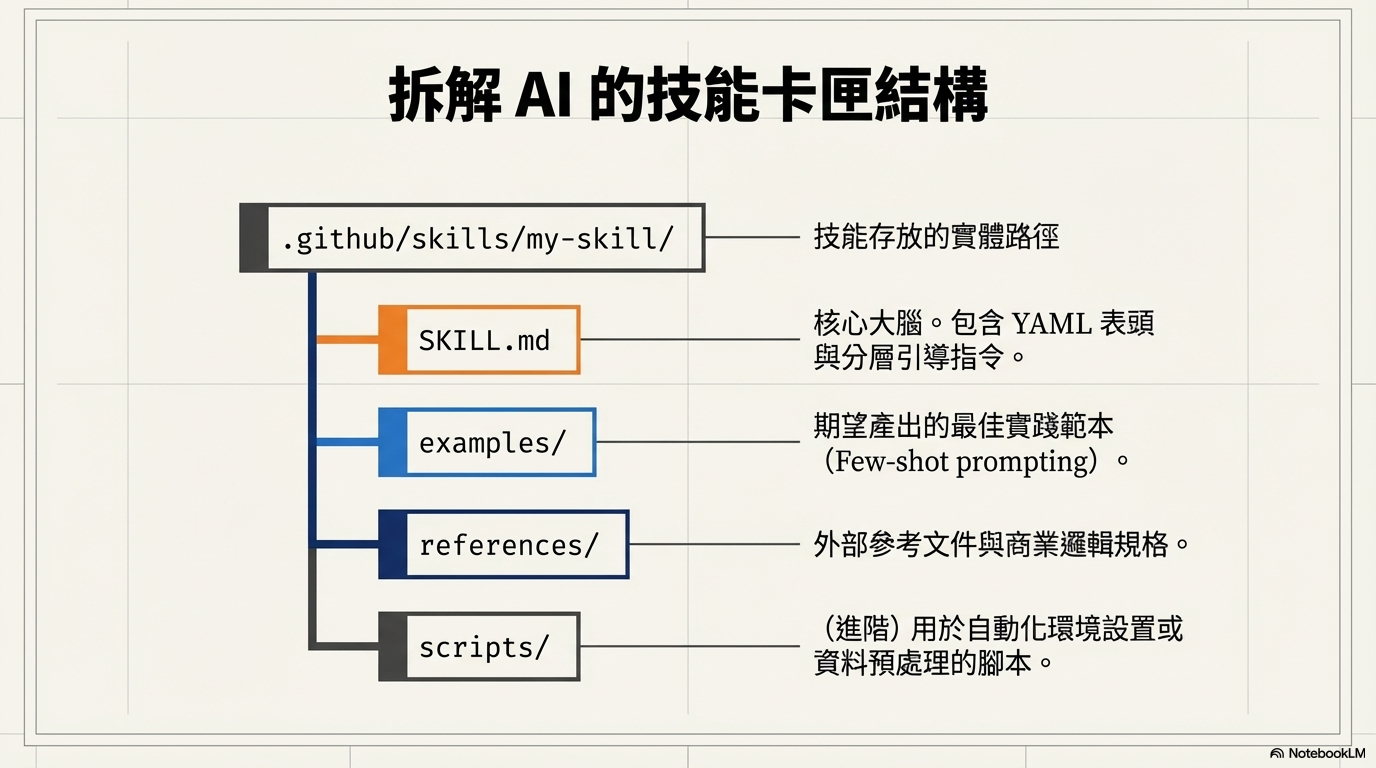 拆解 AI 的技能卡匣結構
.github/skills/my-skill/
技能存放的實體路徑
SKILL.md
核心大腦。包含 YAML 表頭
與分層引導指令。
examples/
期望產出的最佳實踐範本
（Few-shot prompting）。
references/
外部參考文件與商業邏輯規格。
scripts/
（進階）用於自動化環境設置或
資料預處理的腳本。
NotebookLM